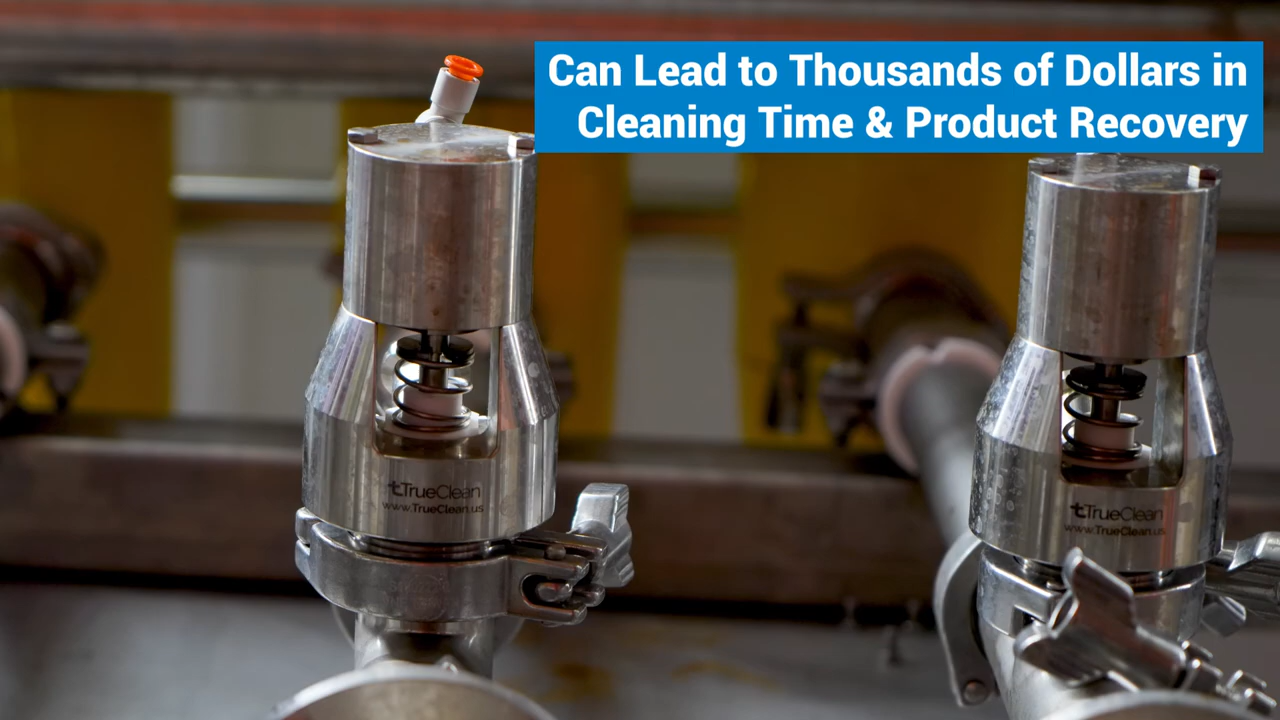 Can Lead to Thousands of Dollars in
Cleaning Time & Product Recovery
TrueClean
www.TrueClean.us
TrueClean
www.TrueClean.us